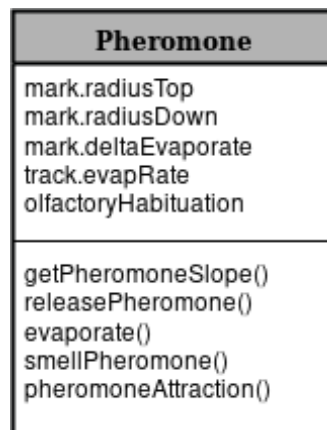 Pheromone
mark.radiusTop
mark.radiusDown
mark.deltaEvaporate
track.evapRate
olfactoryHabituation
getPheromoneSlope()
releasePheromone()
evaporate()
smellPheromone()
pheromoneAttraction()